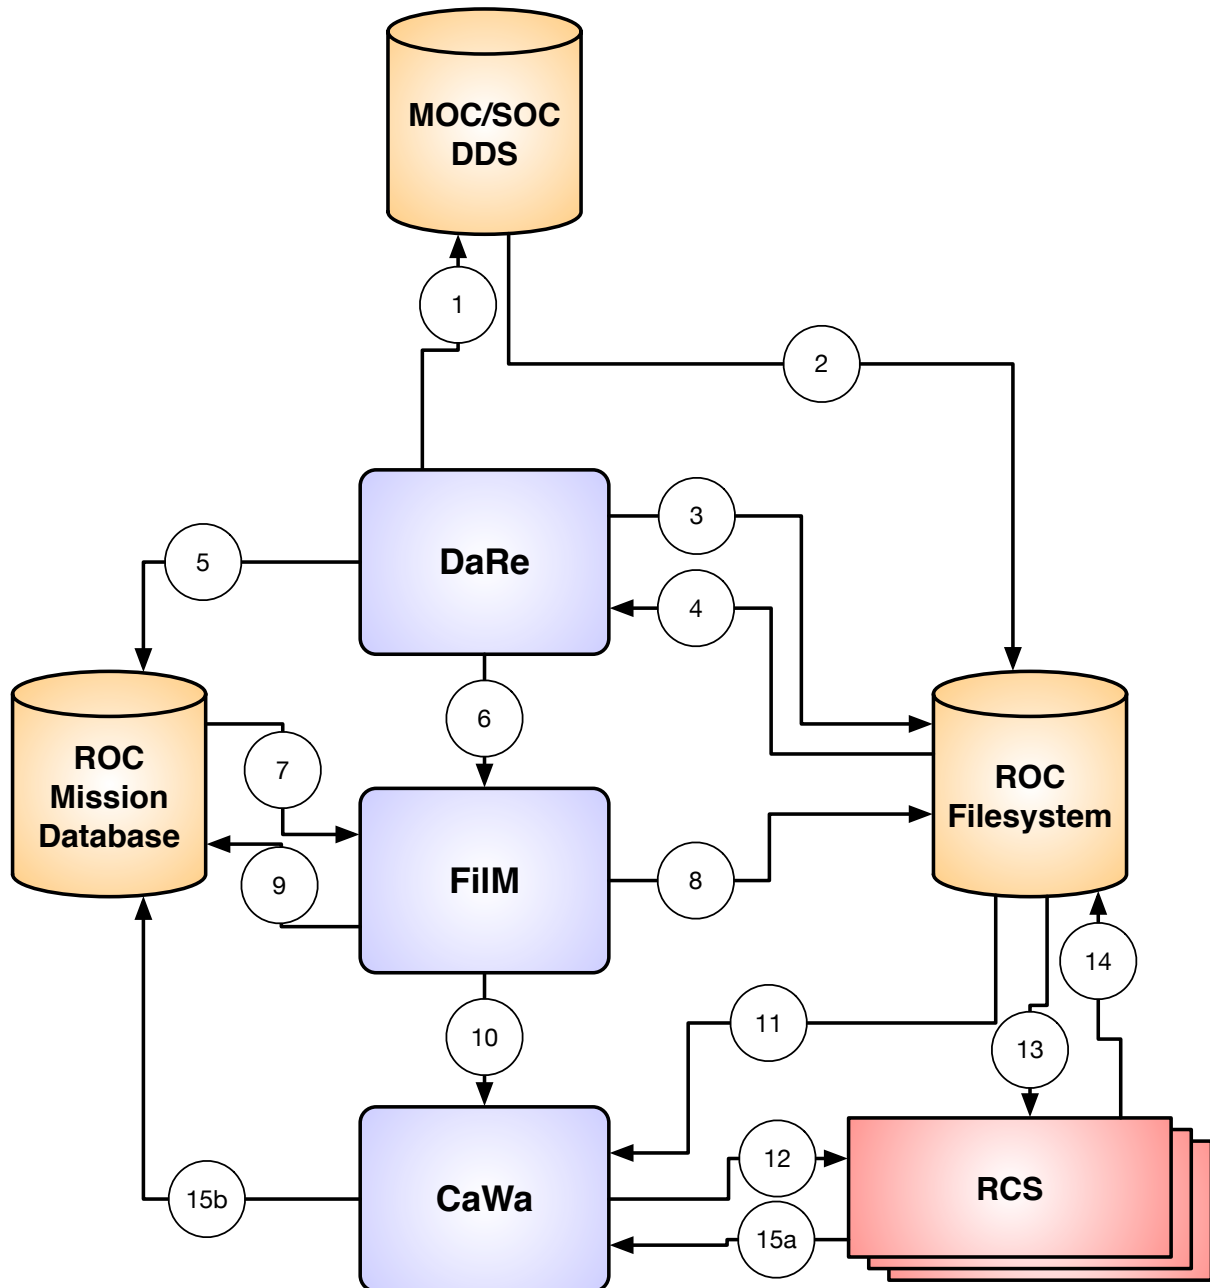 MOC/SOC
DDS
1
2
DaRe
3
4
5
6
ROC
Mission
Database
7
ROC
Filesystem
FilM
8
9
10
11
14
13
CaWa
12
RCS
15b
15a